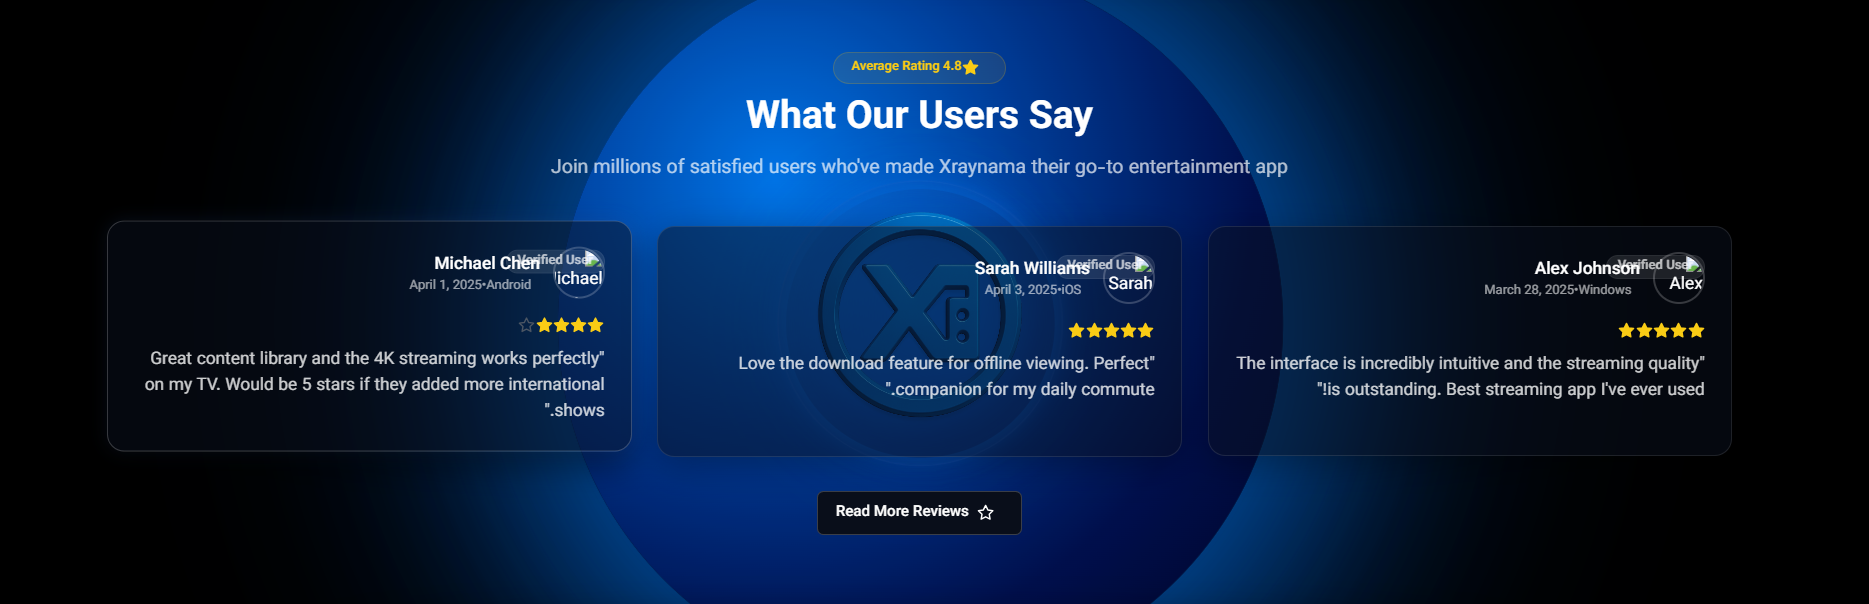 Average Rating 4.8
What Our Users Say
Join millions of satisfied users who've made Xraynama their go-to entertainment app
Michael Chen
Verified User
ichael
April 1, 2025•Android
Great content library and the 4K streaming works perfectly"
on my TV. Would be 5 stars if they added more international
".shows
Sarah Williams
Verified User
Sarah
April 3, 2025•iOS
Love the download feature for offline viewing. Perfect"
".companion for my daily commute
Alex Johnson
Verified User
Alex
March 28, 2025•Windows
The interface is incredibly intuitive and the streaming quality"
"!is outstanding. Best streaming app I've ever used
Read More Reviews